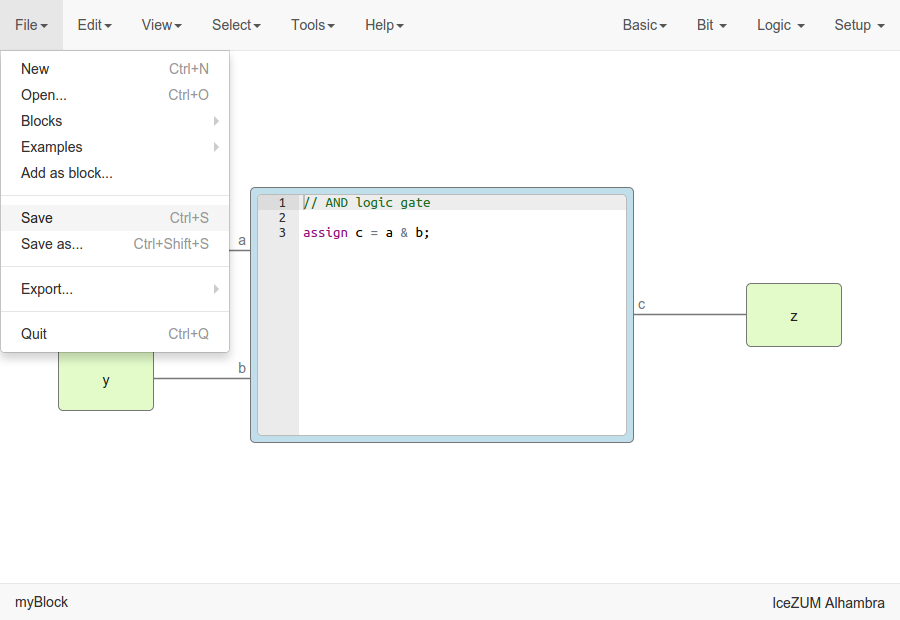 File Edit View Select Tools Help Basic Bit Logic Setup
New Ctrl+N
Open... Ctrl+O
Blocks
Examples
Add as block...
Save Ctrl+S
Save as... Ctrl+Shift+S
Export...
Quit Ctrl+Q
a
b
y
1 // AND logic gate
2
3 assign c = a & b;
c
z
myBlock IceZUM Alhambra